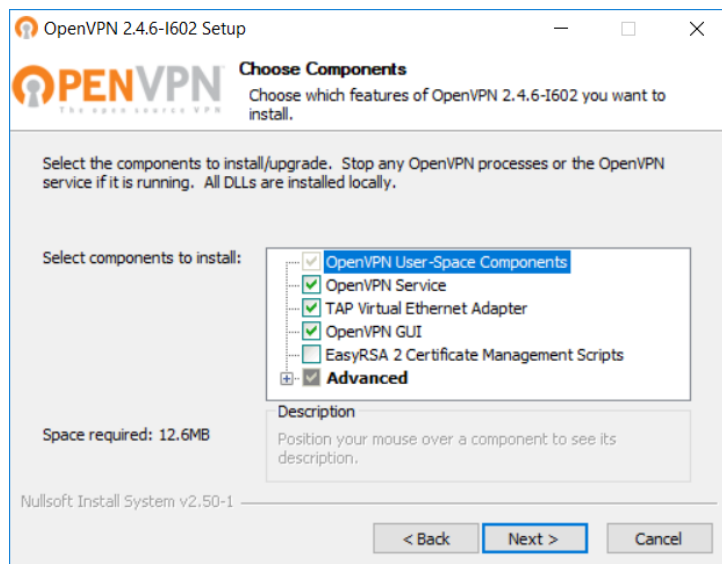 OpenVPN 2.4.6-I602 Setup
OPENVPN
The open source VPN
Choose Components
Choose which features of OpenVPN 2.4.6-I602 you want to
install.
Select the components to install/upgrade. Stop any OpenVPN processes or the OpenVPN
service if it is running. All DLLs are installed locally.
Select components to install:
OpenVPN User-Space Components
OpenVPN Service
TAP Virtual Ethernet Adapter
OpenVPN GUI
EasyRSA 2 Certificate Management Scripts
Advanced
Space required: 12.6MB
Description
Position your mouse over a component to see its
description.
Nullsoft Install System v2.50-1
< Back
Next >
Cancel